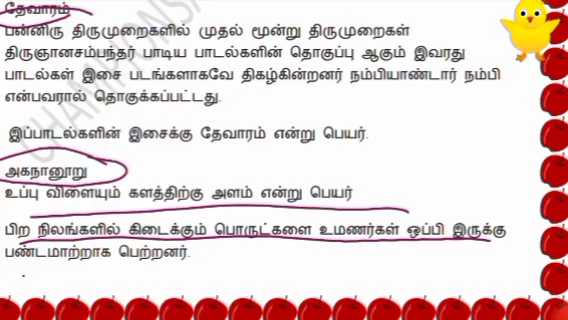 தேவாரம்
பன்னிரு திருமுறைகளில் முதல் மூன்று திருமுறைகள்
திருஞானசம்பந்தர் பாடிய பாடல்களின் தொகுப்பு ஆகும் இவரது
பாடல்கள் இசை படங்களாகவே திகழ்கின்றனர் நம்பியாண்டார் நம்பி
என்பவரால் தொகுக்கப்பட்டது.
இப்பாடல்களின் இசைக்கு தேவாரம் என்று பெயர்.
அகநானூறு
உப்பு விளையும் களத்திற்கு அளம் என்று பெயர்
பிற நிலங்களில் கிடைக்கும் பொருட்களை உமணர்கள் ஒப்பி இருக்கு
பண்டமாற்றாக பெற்றனர்.